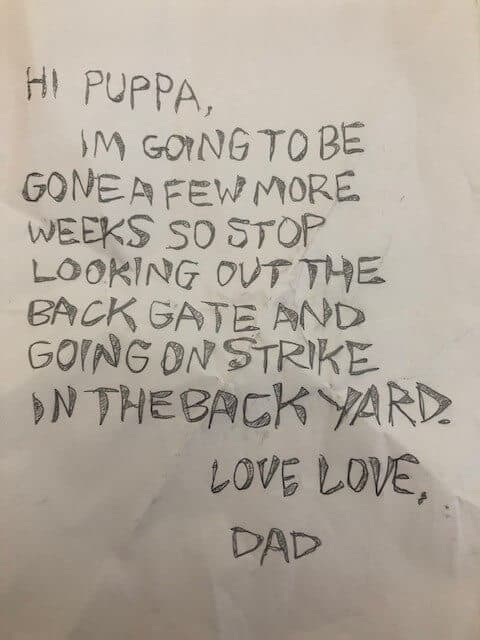 HI PUPPA,
IM GOING TO BE
GONE A FEW MORE
WEEKS SO STOP
LOOKING OUT THE
BACK GATE AND
GOING ON STRIKE
IN THE BACK YARD.
LOVE LOVE,
DAD